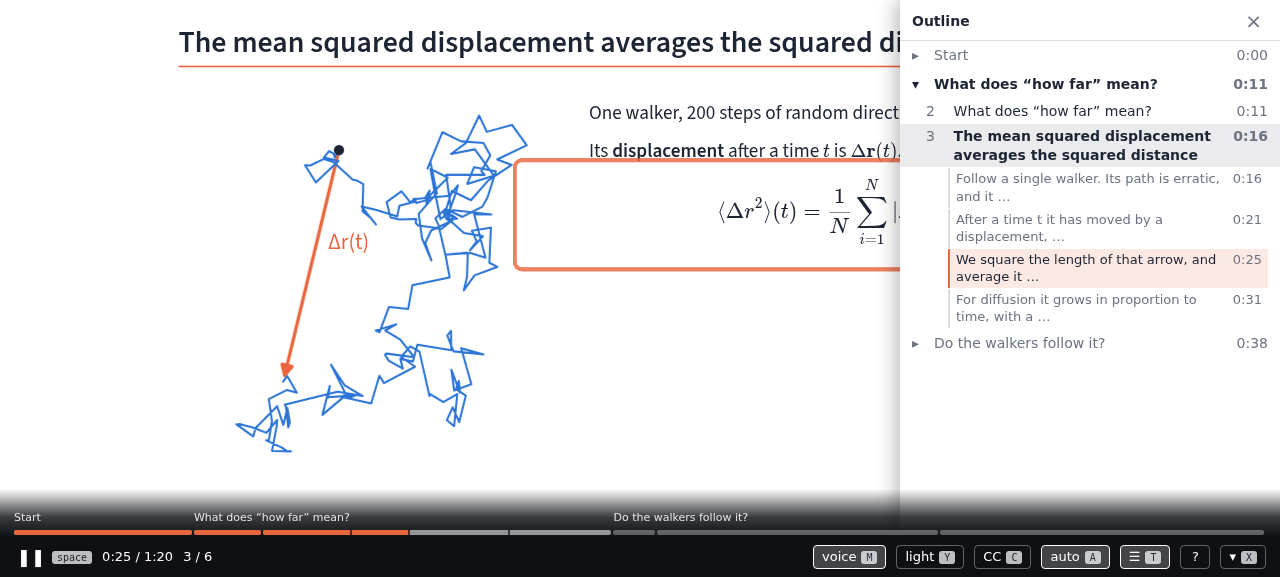 The mean squared displacement averages the squared di
One walker, 200 steps of random direct
Its displacement after a time t is Δr(t).
⟨Δr²⟩(t) = 1/N ∑ i=1 N |
Δr(t)
Outline ×
▸ Start 0:00
▾ What does “how far” mean? 0:11
2 What does “how far” mean? 0:11
3 The mean squared displacement 0:16
averages the squared distance
Follow a single walker. Its path is erratic, 0:16
and it …
After a time t it has moved by a 0:21
displacement, …
We square the length of that arrow, and 0:25
average it …
For diffusion it grows in proportion to 0:31
time, with a …
▸ Do the walkers follow it? 0:38
Start What does “how far” mean? Do the walkers follow it?
space 0:25 / 1:20 3 / 6 voice M light Y CC C auto A ☰ T ? ▾ X